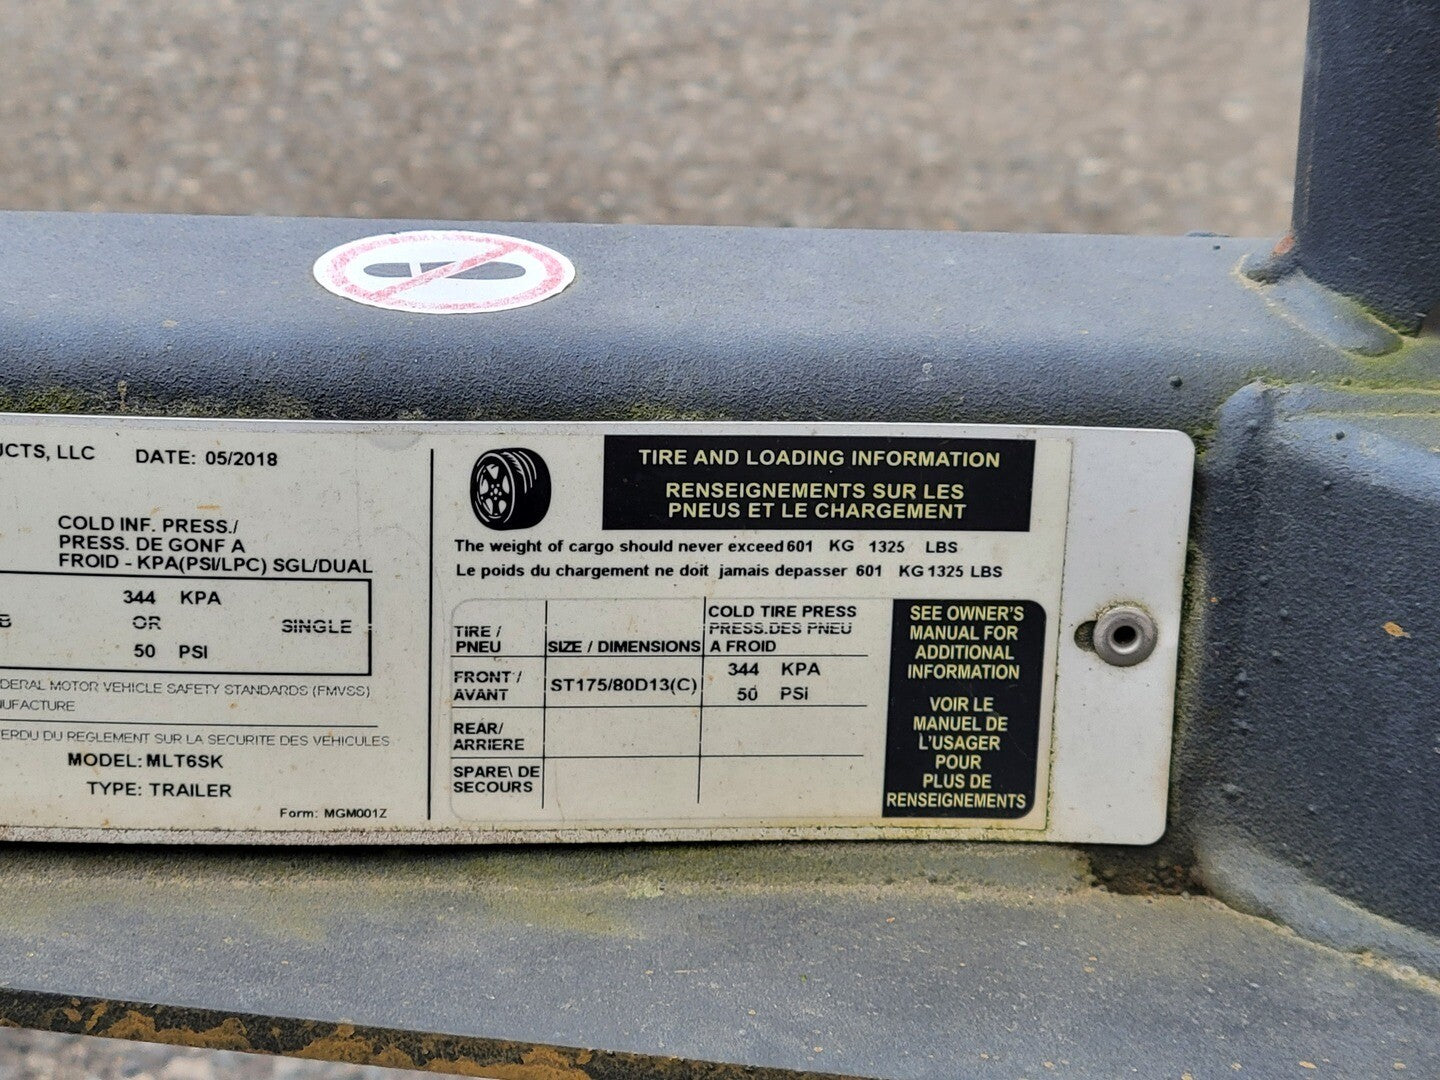 UCTS, LLC DATE: 05/2018
COLD INF. PRESS./
PRESS. DE GONF A
FROID - KPA(PSI/LPC) SGL/DUAL
344 KPA
B OR SINGLE
50 PSI
DERAL MOTOR VEHICLE SAFETY STANDARDS (FMVSS)
NUFACTURE
ERDU DU REGLEMENT SUR LA SECURITE DES VEHICULES
MODEL: MLT6SK
TYPE: TRAILER
Form: MGM001Z
TIRE AND LOADING INFORMATION
RENSEIGNEMENTS SUR LES
PNEUS ET LE CHARGEMENT
The weight of cargo should never exceed 601 KG 1325 LBS
Le poids du chargement ne doit jamais depasser 601 KG 1325 LBS
TIRE /
PNEU
SIZE / DIMENSIONS
COLD TIRE PRESS
PRESS.DES PNEU
A FROID
FRONT /
AVANT
ST175/80D13(C)
344 KPA
50 PSI
REAR/
ARRIERE
SPARE\ DE
SECOURS
SEE OWNER'S
MANUAL FOR
ADDITIONAL
INFORMATION
VOIR LE
MANUEL DE
L'USAGER
POUR
PLUS DE
RENSEIGNEMENTS